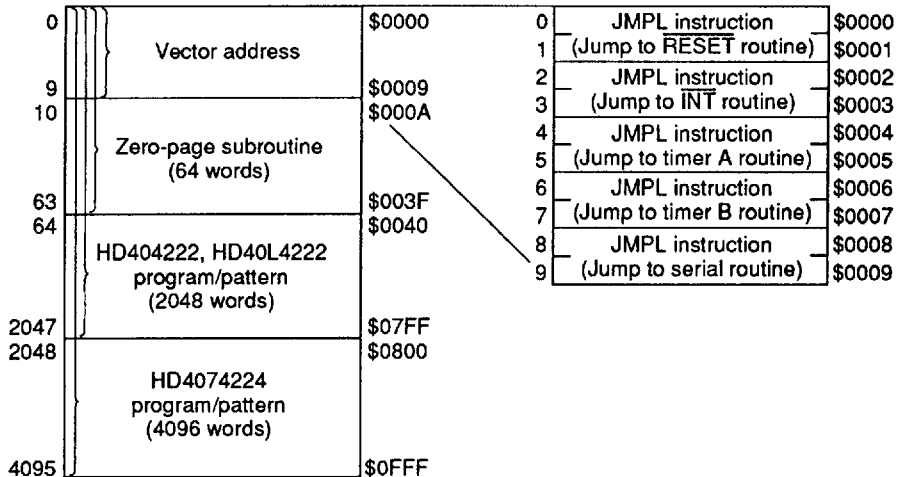 0
Vector address
$0000
9
$0009
10
$000A
Zero-page subroutine
(64 words)
63
$003F
64
$0040
HD404222, HD40L4222
program/pattern
(2048 words)
2047
$07FF
2048
$0800
HD4074224
program/pattern
(4096 words)
4095
$0FFF
0
JMPL instruction
$0000
1
(Jump to RESET routine)
$0001
2
JMPL instruction
$0002
3
(Jump to INT routine)
$0003
4
JMPL instruction
$0004
5
(Jump to timer A routine)
$0005
6
JMPL instruction
$0006
7
(Jump to timer B routine)
$0007
8
JMPL instruction
$0008
9
(Jump to serial routine)
$0009